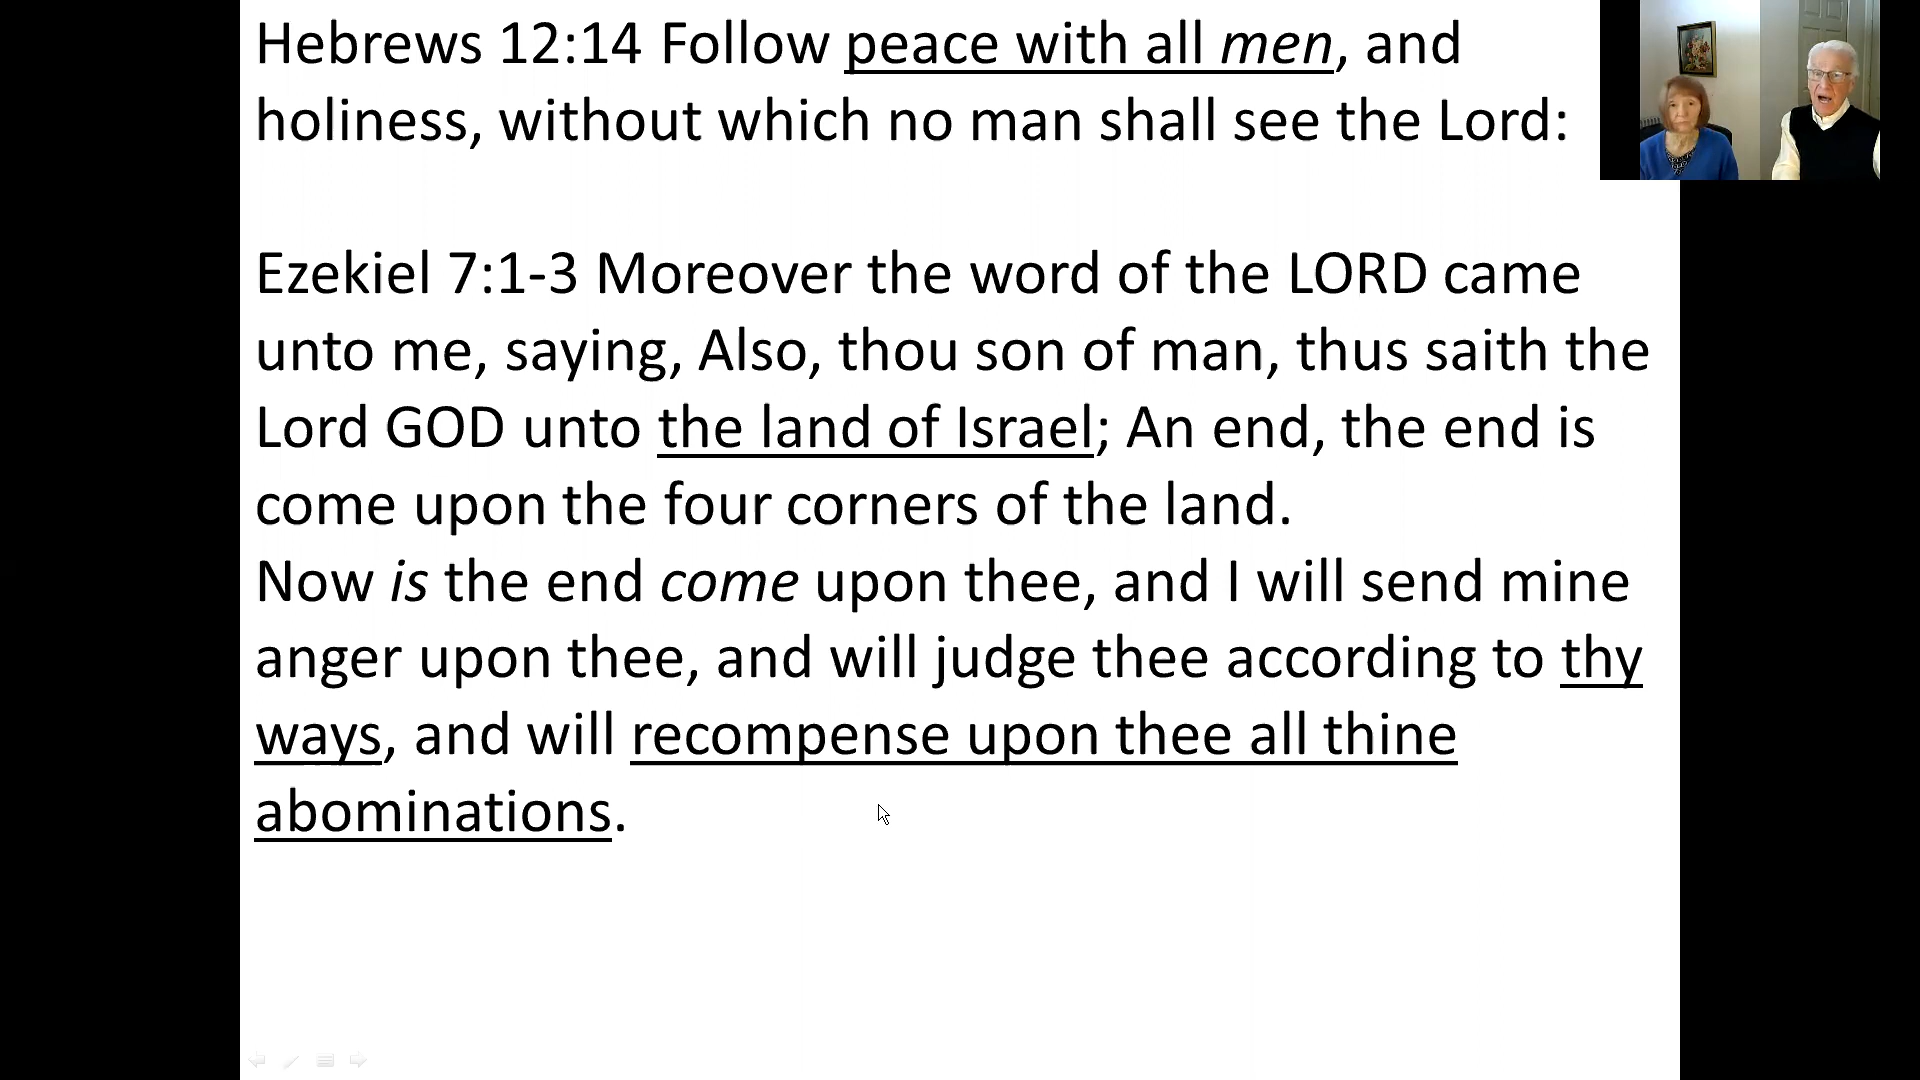 Hebrews 12:14 Follow peace with all men, and
holiness, without which no man shall see the Lord:
Ezekiel 7:1-3 Moreover the word of the LORD came
unto me, saying, Also, thou son of man, thus saith the
Lord GOD unto the land of Israel; An end, the end is
come upon the four corners of the land.
Now is the end come upon thee, and I will send mine
anger upon thee, and will judge thee according to thy
ways, and will recompense upon thee all thine
abominations.